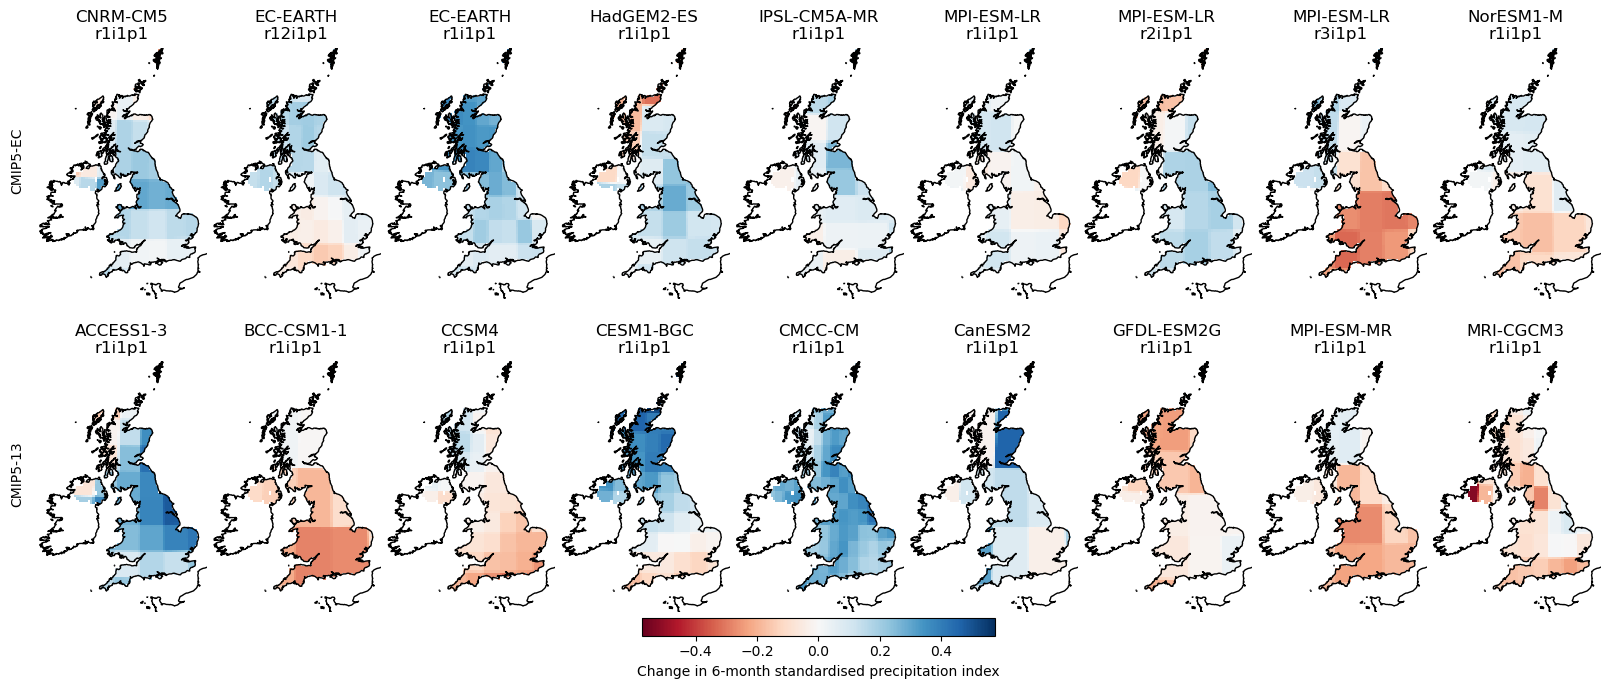 CNRM-CM5 EC-EARTH EC-EARTH HadGEM2-ES IPSL-CM5A-MR MPI-ESM-LR MPI-ESM-LR MPI-ESM-LR NorESM1-M
r1i1p1 r12i1p1 r1i1p1 r1i1p1 r1i1p1 r1i1p1 r2i1p1 r3i1p1 r1i1p1
CMIP5-EC
ACCESS1-3 BCC-CSM1-1 CCSM4 CESM1-BGC CMCC-CM CanESM2 GFDL-ESM2G MPI-ESM-MR MRI-CGCM3
r1i1p1 r1i1p1 r1i1p1 r1i1p1 r1i1p1 r1i1p1 r1i1p1 r1i1p1 r1i1p1
CMIP5-13
−0.4 −0.2 0.0 0.2 0.4
Change in 6-month standardised precipitation index